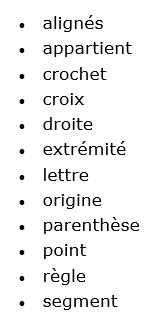 • alignés
• appartient
• crochet
• croix
• droite
• extrémité
• lettre
• origine
• parenthèse
• point
• règle
• segment